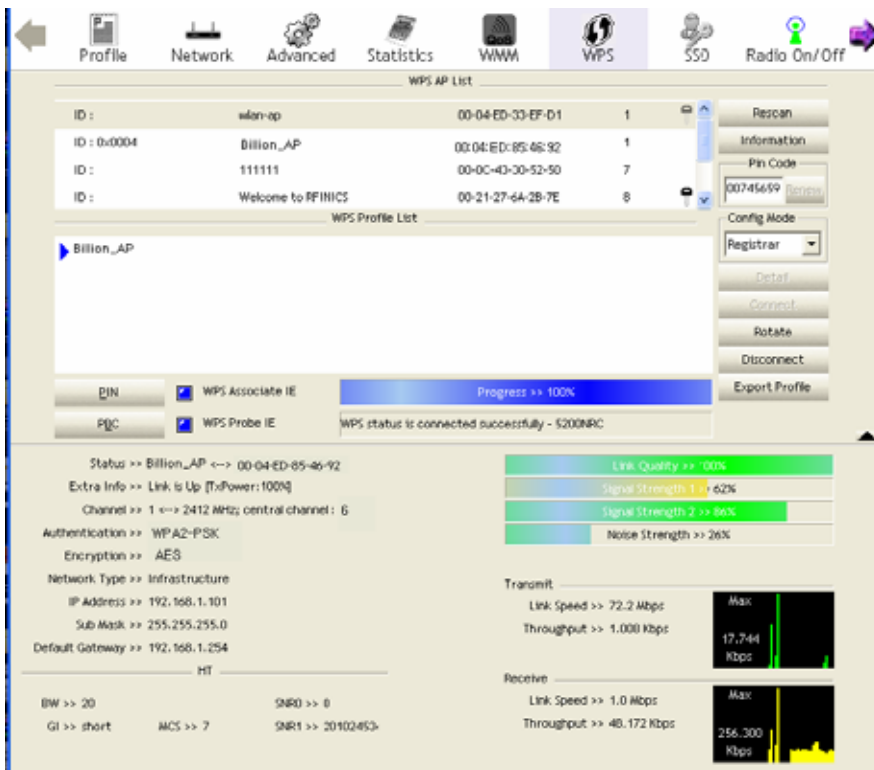 Profile Network Advanced Statistics QoS WMM WPS SSO Radio On/Off
WPS AP List
ID : wlan-ap 00-04-ED-33-EF-D1 1
ID : 0x0004 Billion_AP 00:04:ED:85:46:92 1
ID : 111111 00-0C-43-30-52-50 7
ID : Welcome to RFINICS 00-21-27-6A-2B-7E 8
Rescan
Information
Pin Code
00745659 Renew
Config Mode
Registrar
Detail
Connect
Rotate
Disconnect
Export Profile
WPS Profile List
Billion_AP
PIN WPS Associate IE Progress >> 100%
PBC WPS Probe IE WPS status is connected successfully - 5200NRC
Status >> Billion_AP <--> 00-04-ED-85-46-92
Extra Info >> Link is Up [TxPower:100%]
Channel >> 1 <--> 2412 MHz; central channel : 6
Authentication >> WPA2-PSK
Encryption >> AES
Network Type >> Infrastructure
IP Address >> 192.168.1.101
Sub Mask >> 255.255.255.0
Default Gateway >> 192.168.1.254
HT
BW >> 20 SNR0 >> 0
GI >> short MCS >> 7 SNR1 >> 20102453
Link Quality >> 100%
Signal Strength 1 >> 62%
Signal Strength 2 >> 86%
Noise Strength >> 26%
Transmit
Link Speed >> 72.2 Mbps
Throughput >> 1.008 Kbps
Max
17.744
Kbps
Receive
Link Speed >> 1.0 Mbps
Throughput >> 48.172 Kbps
Max
256.300
Kbps